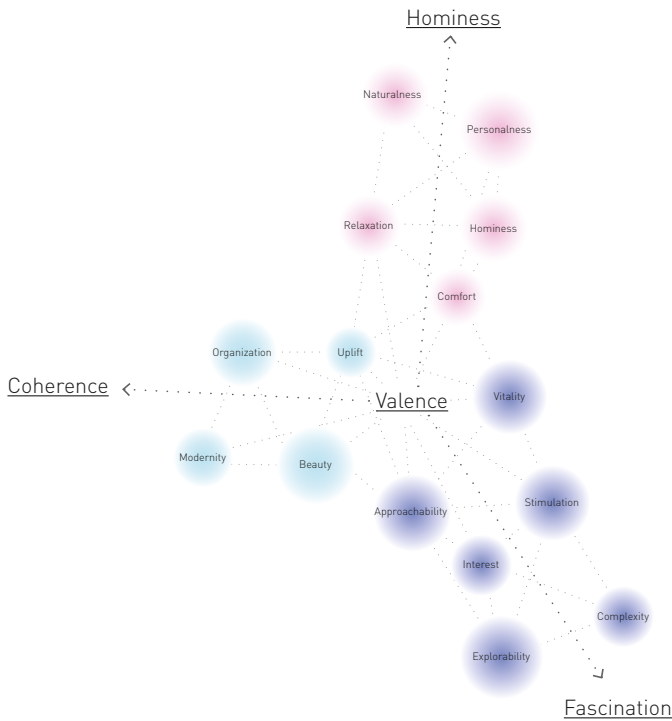 Hominess
Naturalness
Personalness
Relaxation
Hominess
Comfort
Organization
Uplift
Coherence
Valence
Vitality
Modernity
Beauty
Approachability
Stimulation
Interest
Complexity
Explorability
Fascination